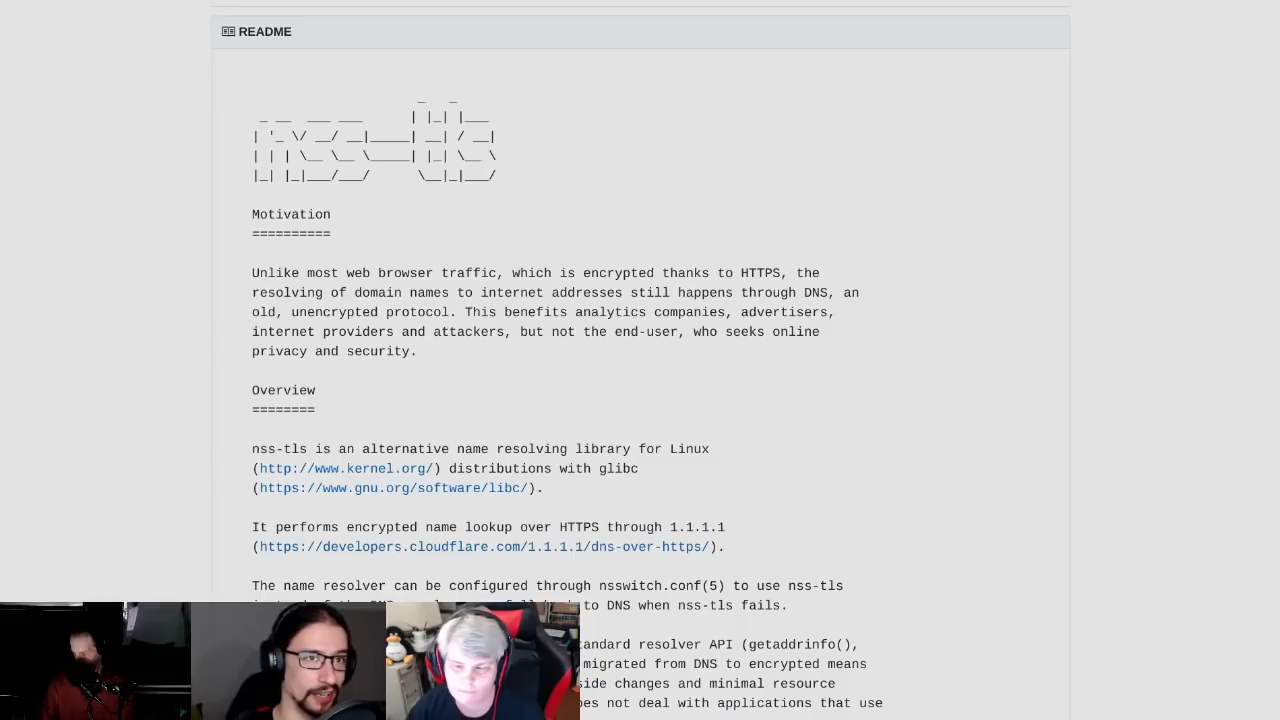 README
Motivation
==========
Unlike most web browser traffic, which is encrypted thanks to HTTPS, the
resolving of domain names to internet addresses still happens through DNS, an
old, unencrypted protocol. This benefits analytics companies, advertisers,
internet providers and attackers, but not the end-user, who seeks online
privacy and security.
Overview
========
nss-tls is an alternative name resolving library for Linux
(http://www.kernel.org/) distributions with glibc
(https://www.gnu.org/software/libc/).
It performs encrypted name lookup over HTTPS through 1.1.1.1
(https://developers.cloudflare.com/1.1.1.1/dns-over-https/).
The name resolver can be configured through nsswitch.conf(5) to use nss-tls
to DNS when nss-tls fails.
standard resolver API (getaddrinfo(),
migrated from DNS to encrypted means
side changes and minimal resource
does not deal with applications that use